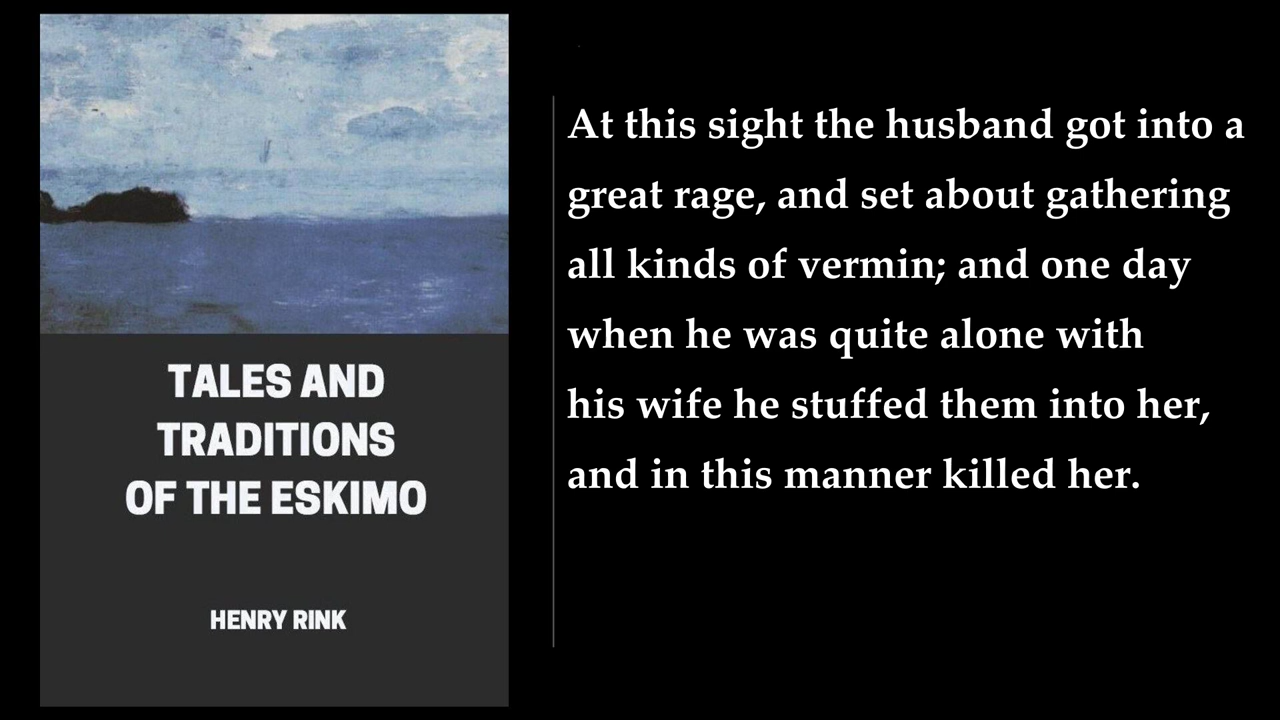 TALES AND
TRADITIONS
OF THE ESKIMO
HENRY RINK
At this sight the husband got into a
great rage, and set about gathering
all kinds of vermin; and one day
when he was quite alone with
his wife he stuffed them into her,
and in this manner killed her.